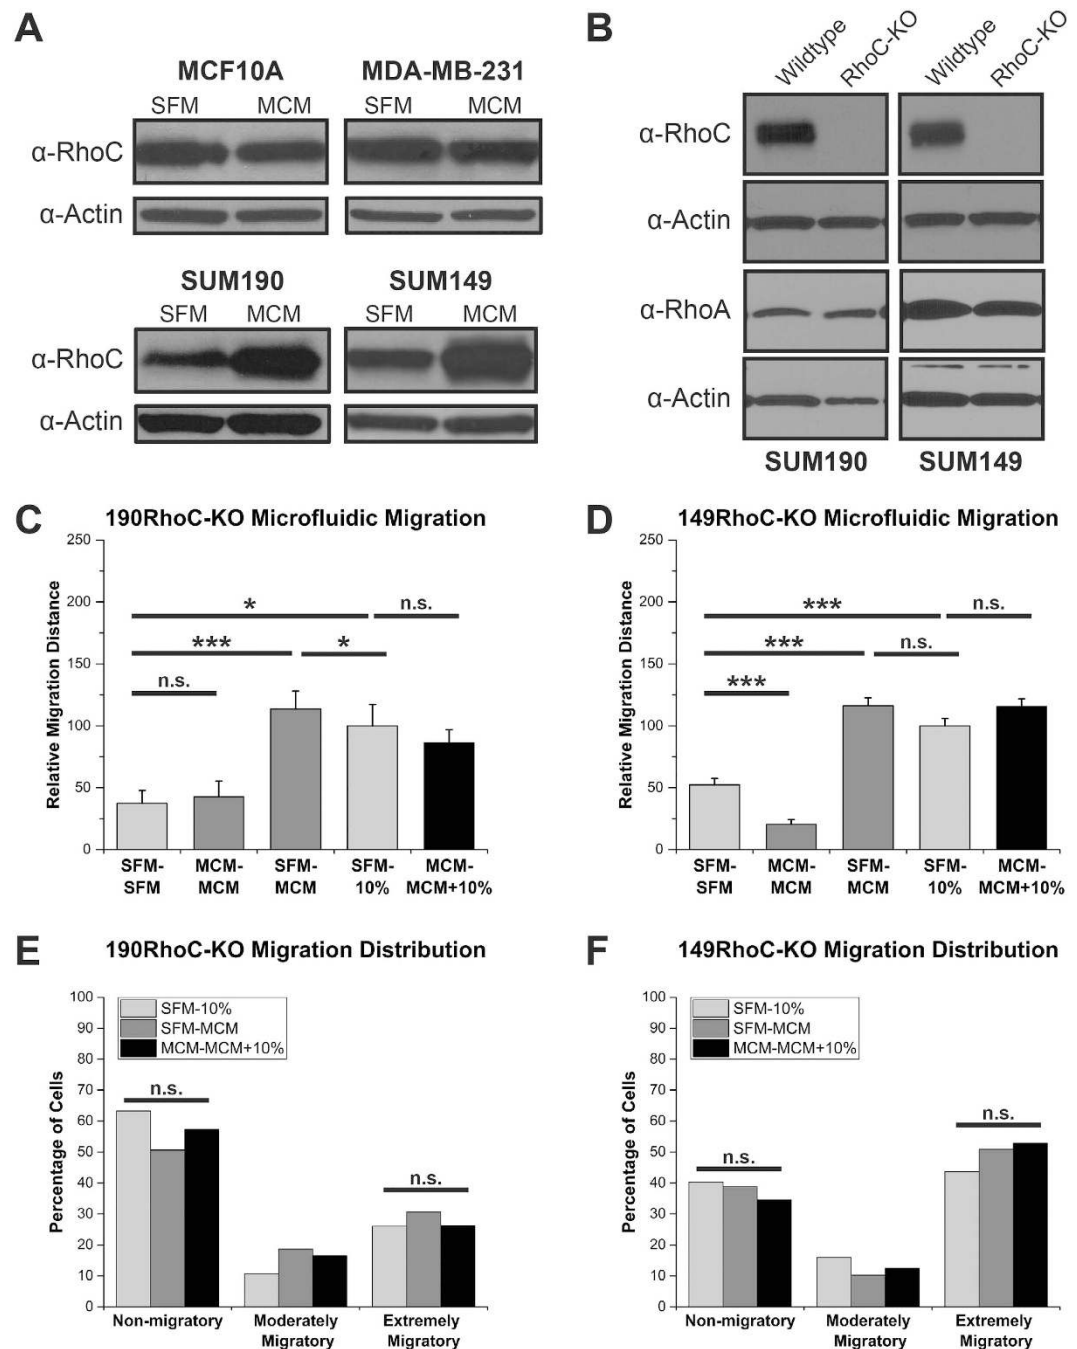 A
MCF10A MDA-MB-231
SFM MCM SFM MCM
α-RhoC
α-Actin
SUM190 SUM149
SFM MCM SFM MCM
α-RhoC
α-Actin
B
Wildtype RhoC-KO Wildtype RhoC-KO
α-RhoC
α-Actin
α-RhoA
α-Actin
SUM190 SUM149
C
190RhoC-KO Microfluidic Migration
Relative Migration Distance
250
200
150
100
50
0
* n.s.
*** *
n.s.
SFM- MCM- SFM- SFM- MCM-
SFM MCM MCM 10% MCM+10%
D
149RhoC-KO Microfluidic Migration
Relative Migration Distance
250
200
150
100
50
0
*** n.s.
*** n.s.
***
SFM- MCM- SFM- SFM- MCM-
SFM MCM MCM 10% MCM+10%
E
190RhoC-KO Migration Distribution
Percentage of Cells
100
90
80
70
60
50
40
30
20
10
0
SFM-10%
SFM-MCM
MCM-MCM+10%
n.s.
n.s.
Non-migratory Moderately Extremely
Migratory Migratory
F
149RhoC-KO Migration Distribution
Percentage of Cells
100
90
80
70
60
50
40
30
20
10
0
SFM-10%
SFM-MCM
MCM-MCM+10%
n.s.
n.s.
Non-migratory Moderately Extremely
Migratory Migratory